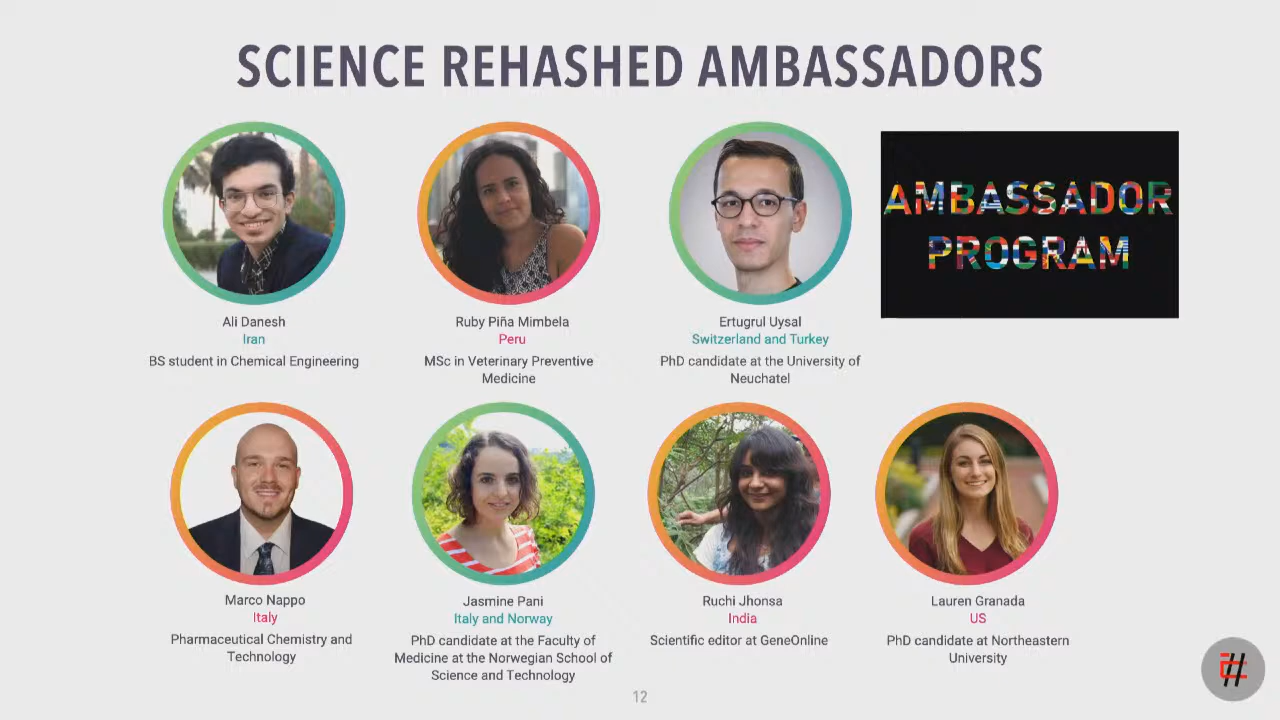 SCIENCE REHASHED AMBASSADORS
AMBASSADOR
PROGRAM
Ali Danesh
Iran
BS student in Chemical Engineering
Ruby Piña Mimbela
Peru
MSc in Veterinary Preventive
Medicine
Ertugrul Uysal
Switzerland and Turkey
PhD candidate at the University of
Neuchatel
Marco Nappo
Italy
Pharmaceutical Chemistry and
Technology
Jasmine Pani
Italy and Norway
PhD candidate at the Faculty of
Medicine at the Norwegian School of
Science and Technology
Ruchi Jhonsa
India
Scientific editor at GeneOnline
Lauren Granada
US
PhD candidate at Northeastern
University
12